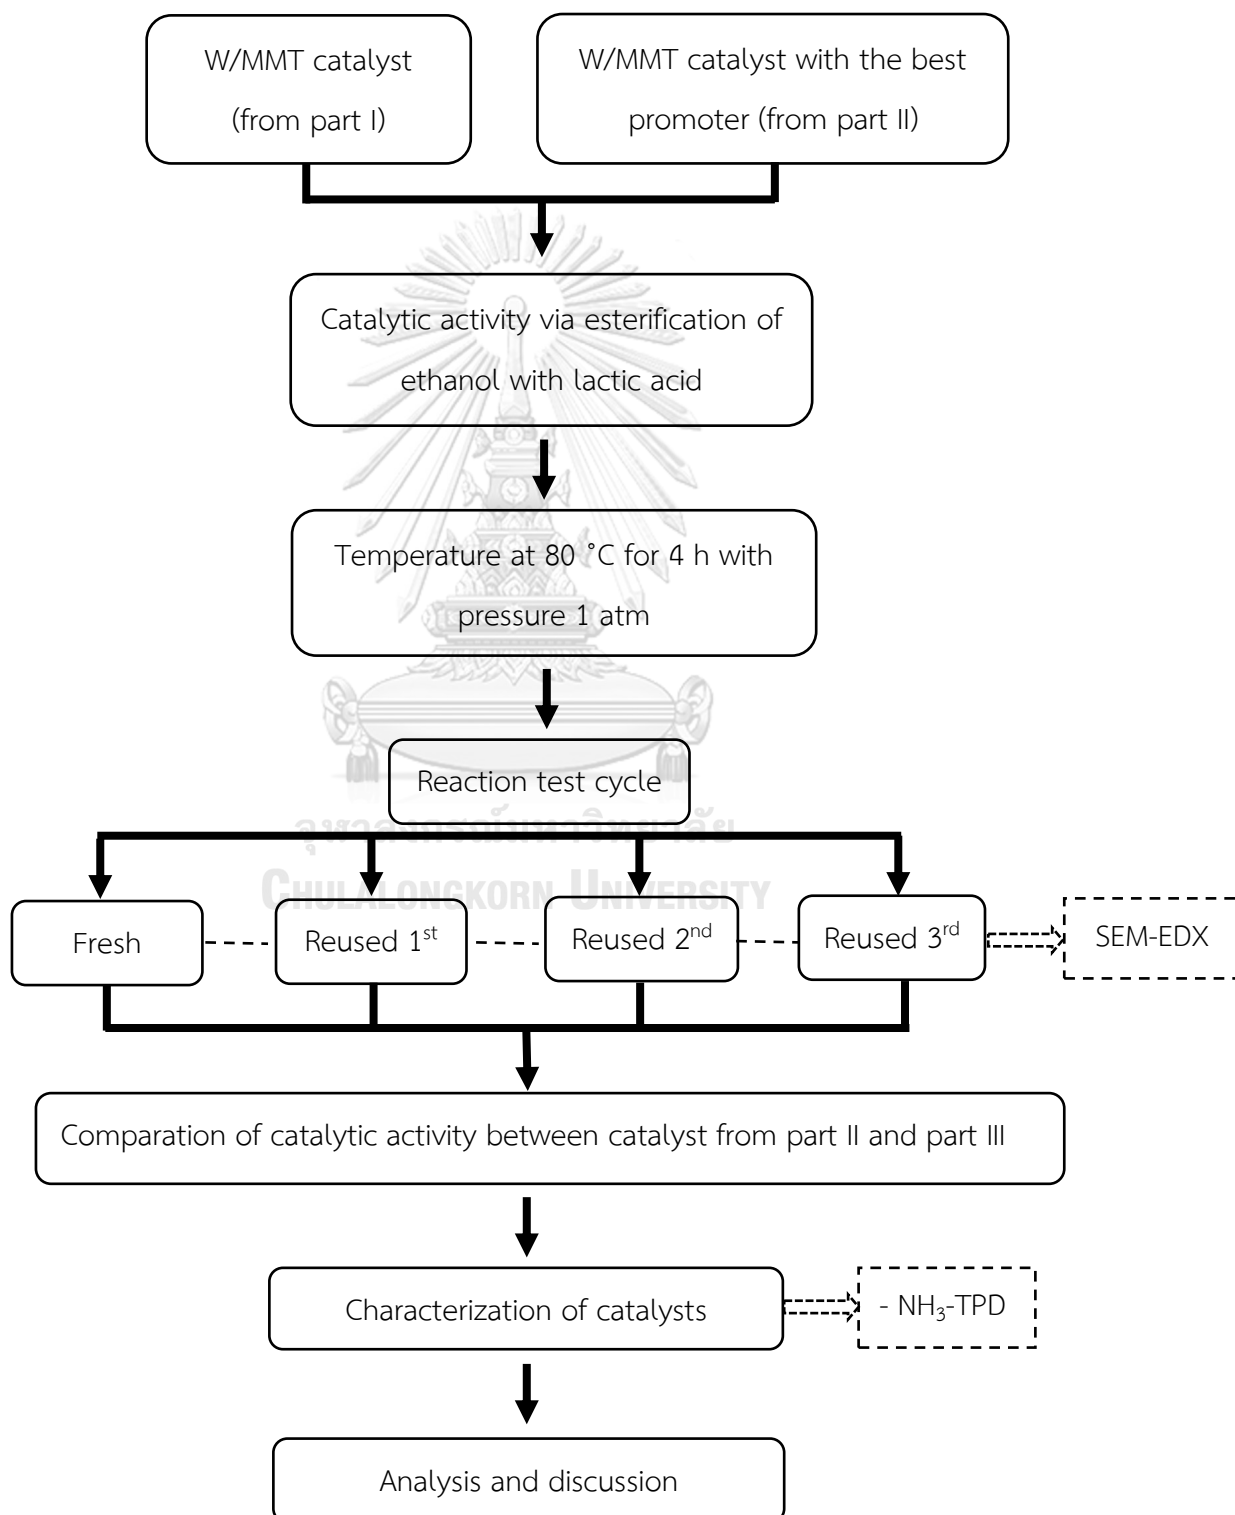 W/MMT catalyst
(from part I)
W/MMT catalyst with the best
promoter (from part II)
Catalytic activity via esterification of
ethanol with lactic acid
Temperature at 80 ˚C for 4 h with
pressure 1 atm
Reaction test cycle
จุฬาลงกรณ์มหาวิทยาลัย
CHULALONGKORN UNIVERSITY
Fresh
Reused 1st
Reused 2nd
Reused 3rd
SEM-EDX
Comparation of catalytic activity between catalyst from part II and part III
Characterization of catalysts
- NH₃-TPD
Analysis and discussion